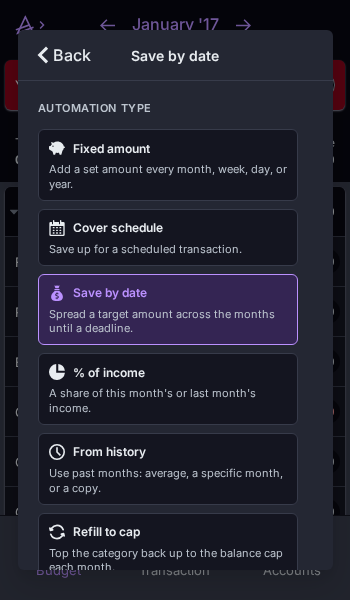 January '17
Back
Save by date
AUTOMATION TYPE
Fixed amount
Add a set amount every month, week, day, or
year.
Cover schedule
Save up for a scheduled transaction.
Save by date
Spread a target amount across the months
until a deadline.
% of income
A share of this month's or last month's
income.
From history
Use past months: average, a specific month,
or a copy.
Refill to cap
Top the category back up to the balance cap
each month.
Budget
Transaction
Accounts